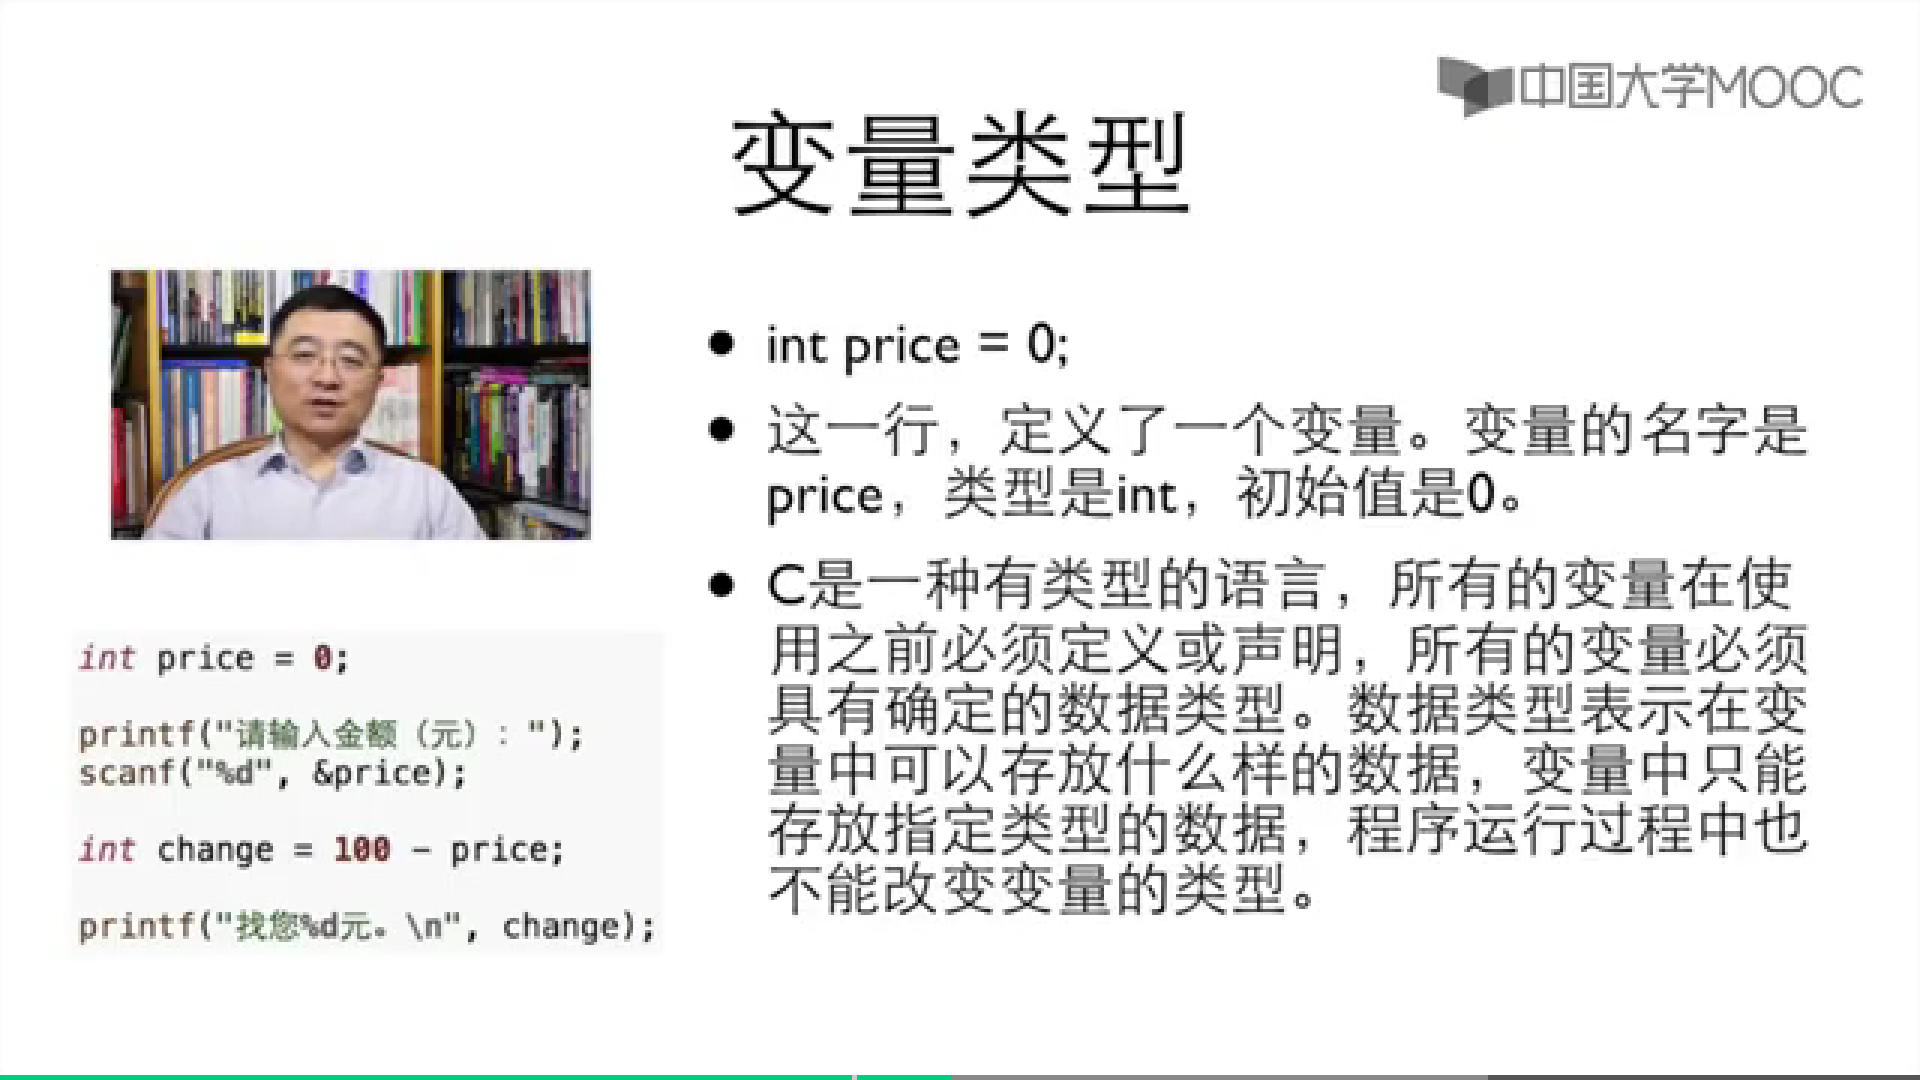 中国大学MOOC
变量类型
int price = 0;
这一行，定义了一个变量。变量的名字是
price，类型是int，初始值是0。
C是一种有类型的语言，所有的变量在使
用之前必须定义或声明，所有的变量必须
具有确定的数据类型。数据类型表示在变
量中可以存放什么样的数据，变量中只能
存放指定类型的数据，程序运行过程中也
不能改变变量的类型。
int price = 0;
printf("请输入金额（元）：");
scanf("%d", &price);
int change = 100 - price;
printf("找您%d元。\n", change);